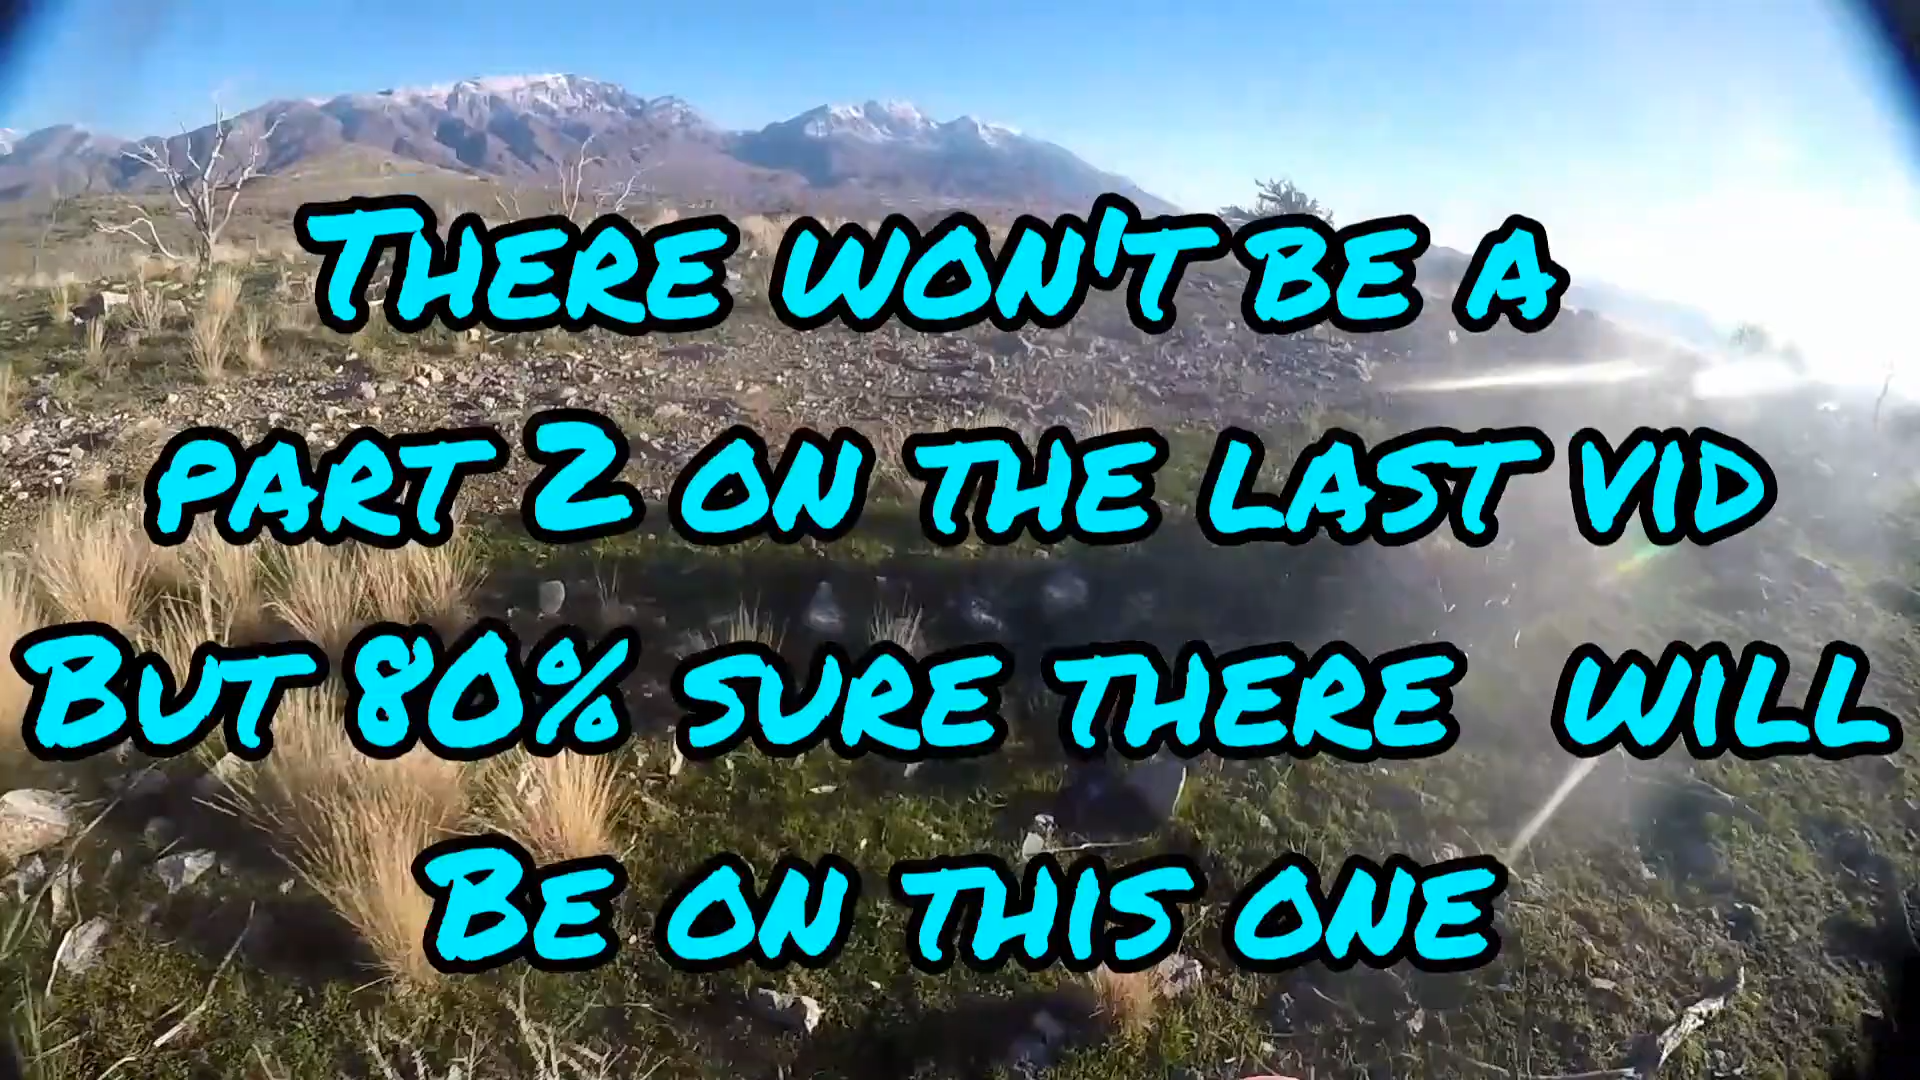 There won't be a
part 2 on the last vid
But 80% sure there will
Be on this one